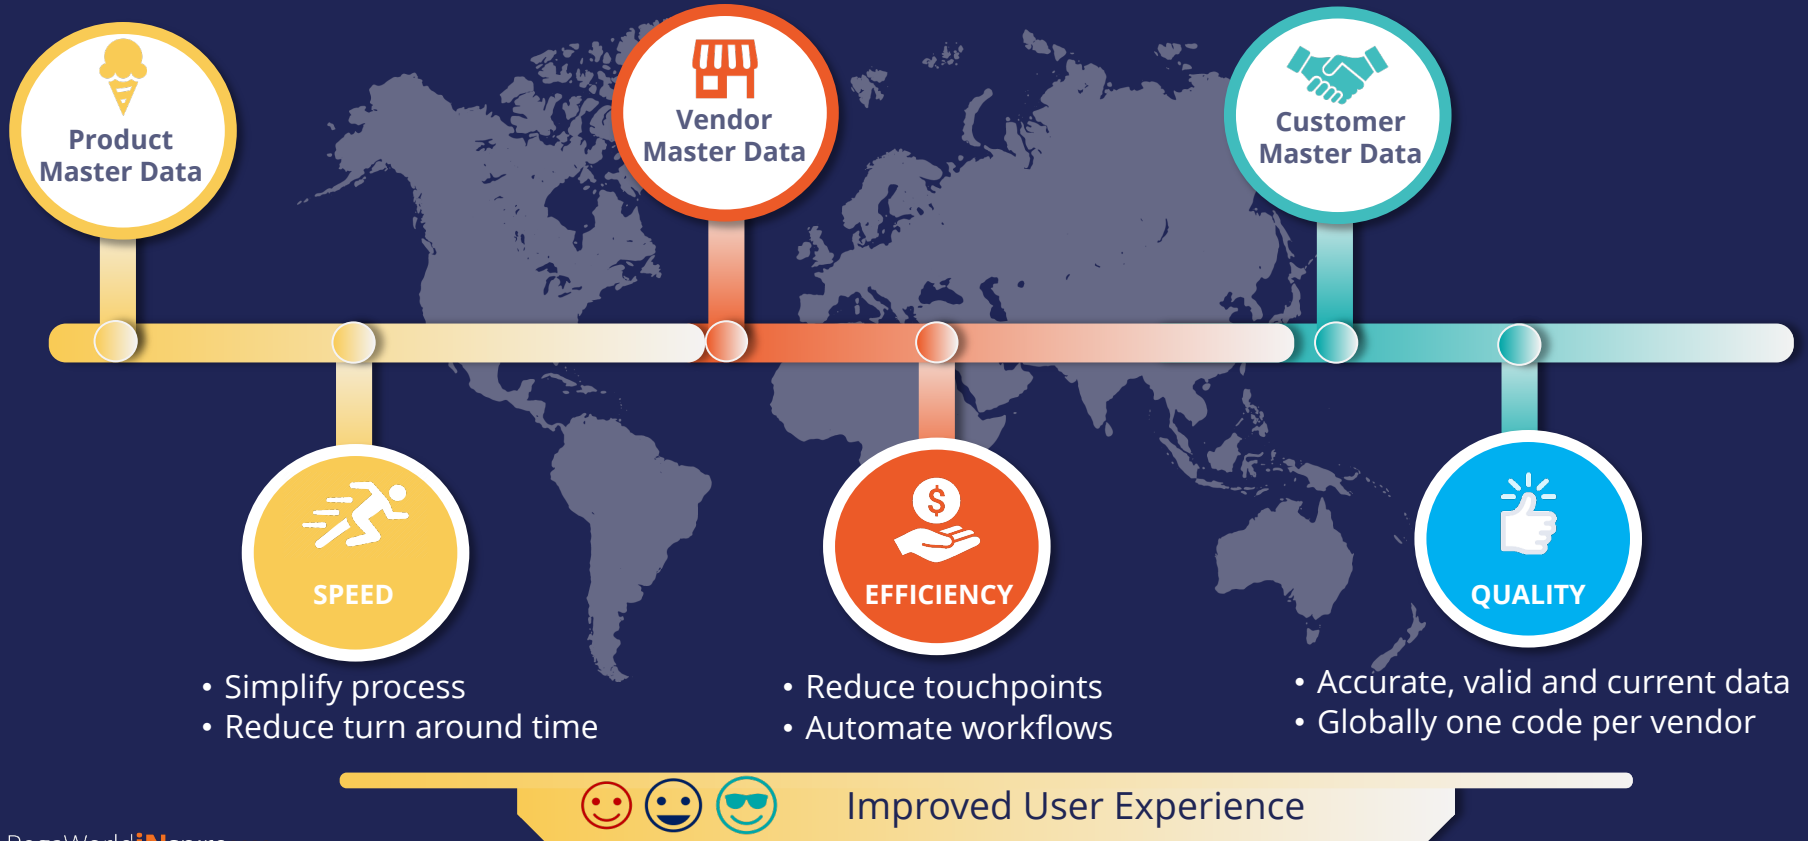 Product
Master Data
Vendor
Master Data
Customer
Master Data
$
SPEED
EFFICIENCY
QUALITY
• Simplify process
• Reduce turn around time
• Reduce touchpoints
• Automate workflows
• Accurate, valid and current data
• Globally one code per vendor
Improved User Experience